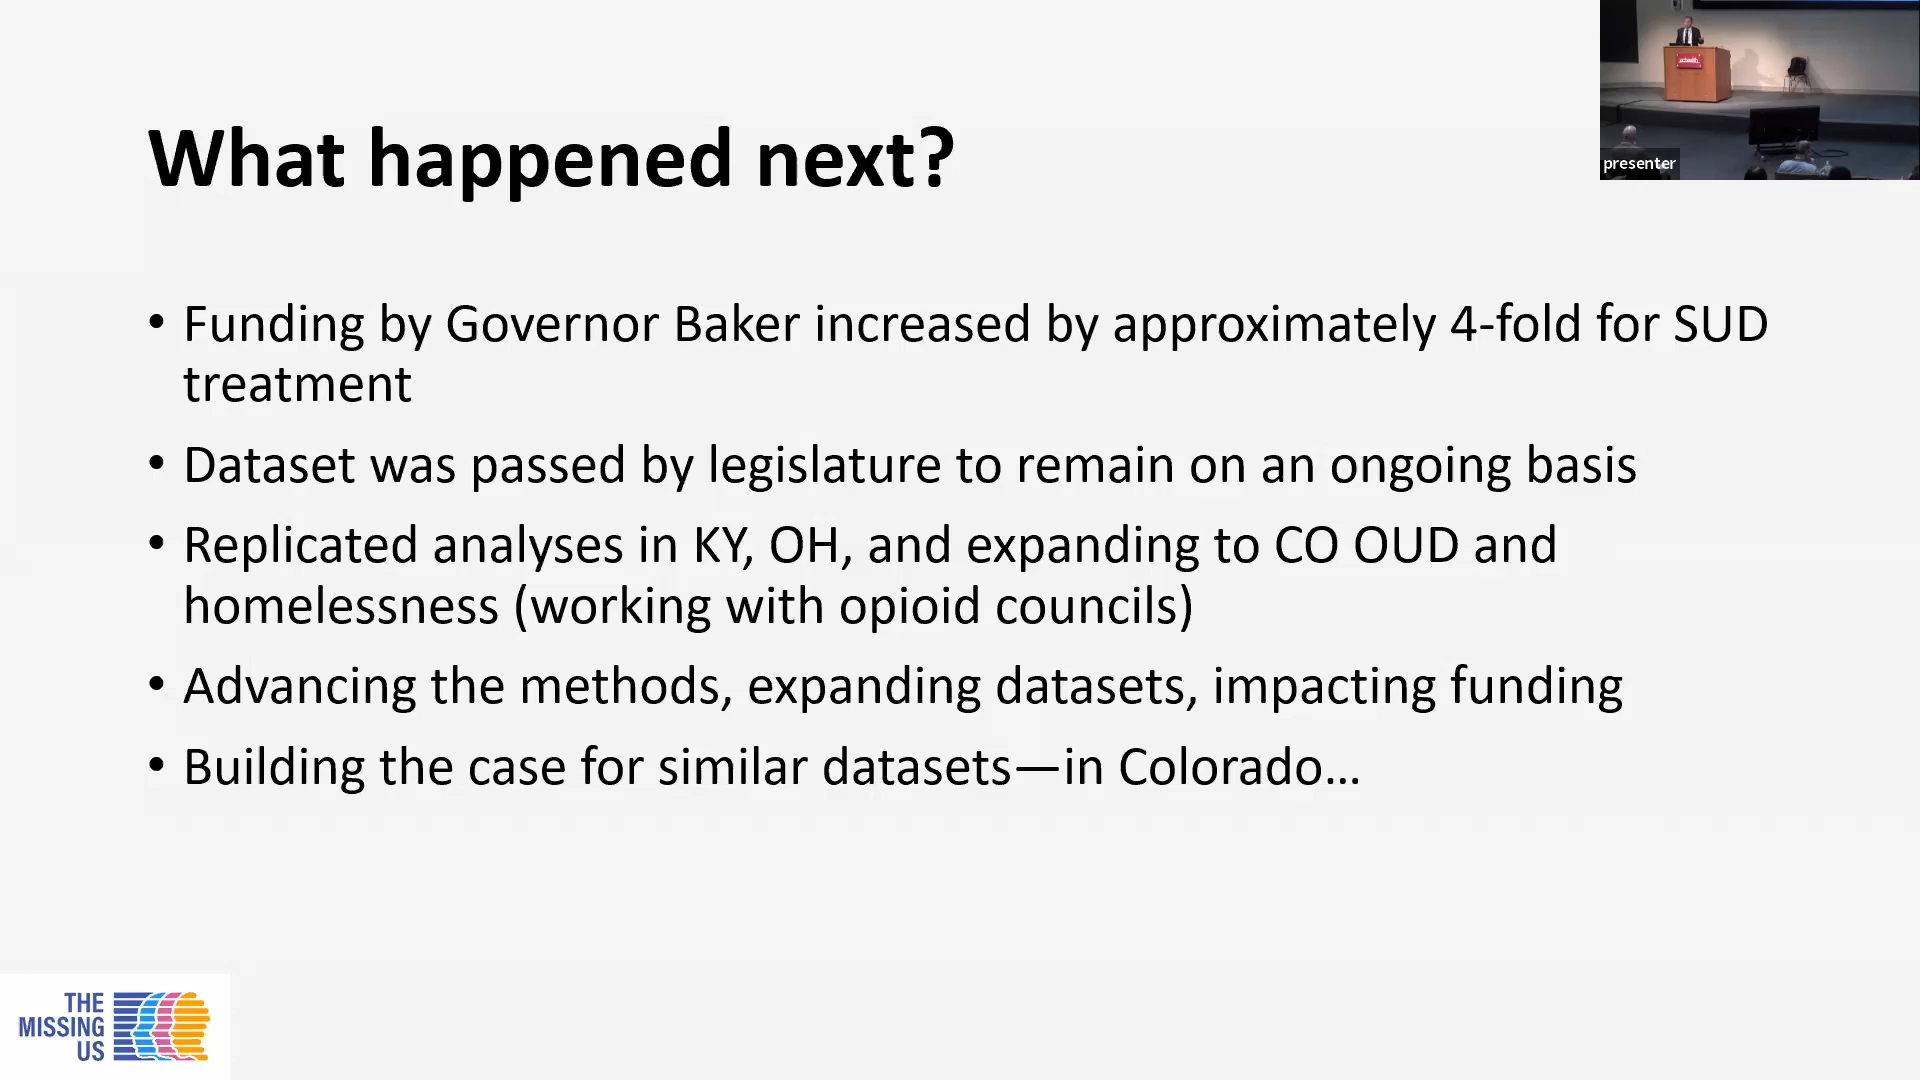 What happened next?
• Funding by Governor Baker increased by approximately 4-fold for SUD
treatment
• Dataset was passed by legislature to remain on an ongoing basis
• Replicated analyses in KY, OH, and expanding to CO OUD and
homelessness (working with opioid councils)
• Advancing the methods, expanding datasets, impacting funding
• Building the case for similar datasets—in Colorado…
presenter
THE
MISSING
US